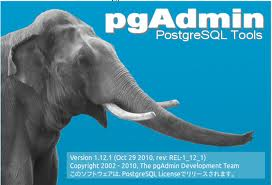 pgAdmin
PostgreSQL Tools
Version 1.12.1 (Oct 29 2010, rev: REL-1_12_1)
Copyright 2002 - 2010, The pgAdmin Development Team
このソフトウェアは、PostgreSQL Licenseでリリースされます。